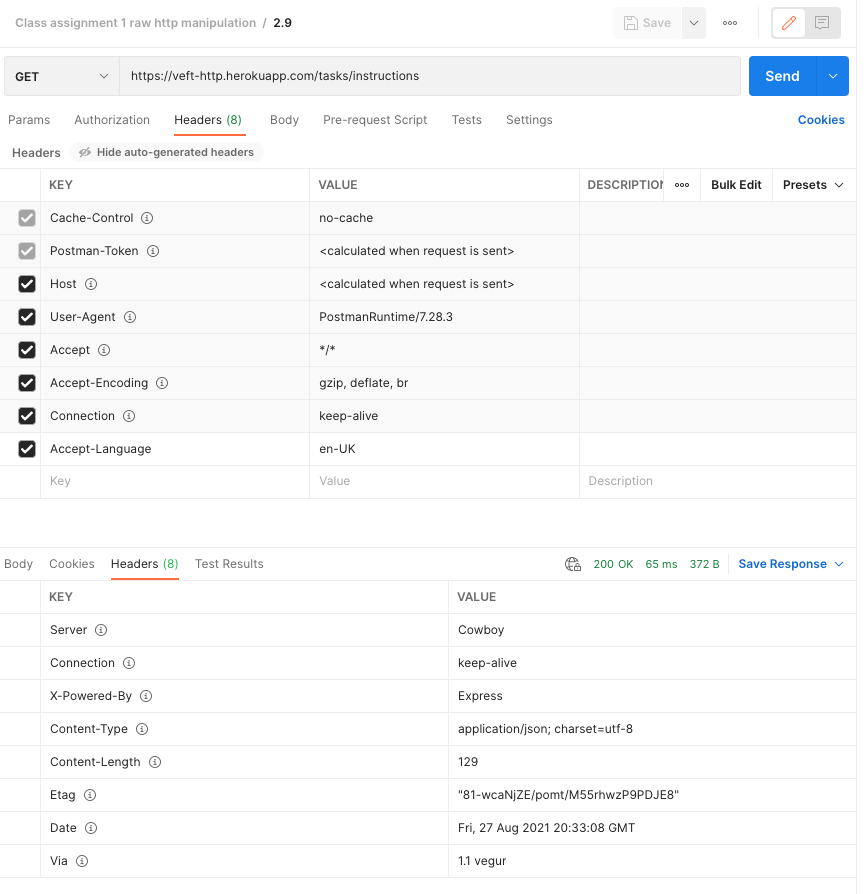 Class assignment 1 raw http manipulation / 2.9
Save
GET https://veft-http.herokuapp.com/tasks/instructions Send
Params Authorization Headers (8) Body Pre-request Script Tests Settings Cookies
Headers Hide auto-generated headers
KEY VALUE DESCRIPTION Bulk Edit Presets
Cache-Control no-cache
Postman-Token <calculated when request is sent>
Host <calculated when request is sent>
User-Agent PostmanRuntime/7.28.3
Accept */*
Accept-Encoding gzip, deflate, br
Connection keep-alive
Accept-Language en-UK
Key Value Description
Body Cookies Headers (8) Test Results 200 OK 65 ms 372 B Save Response
KEY VALUE
Server Cowboy
Connection keep-alive
X-Powered-By Express
Content-Type application/json; charset=utf-8
Content-Length 129
Etag "81-wcaNjZE/pomt/M55rhwzP9PDJE8"
Date Fri, 27 Aug 2021 20:33:08 GMT
Via 1.1 vegur